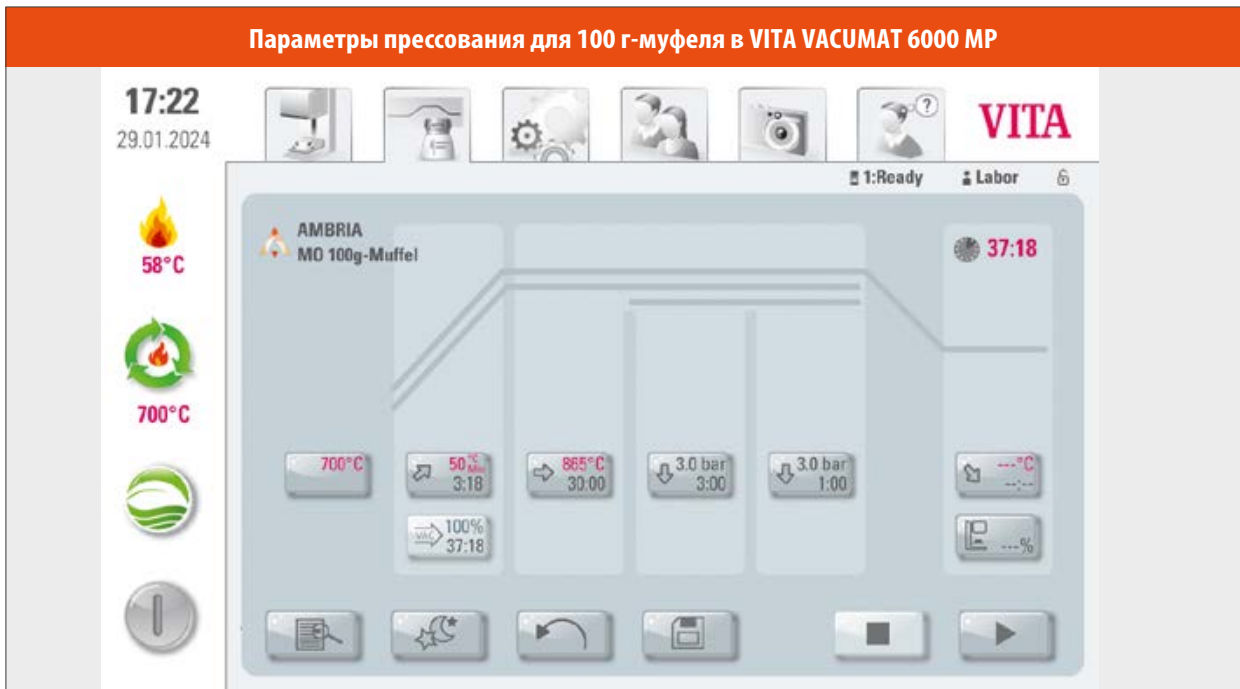 Параметры прессования для 100 г-муфеля в VITA VACUMAT 6000 MP
17:22
29.01.2024
?
VITA
1:Ready
Labor
6
58°C
AMBRIA
MO 100g-Muffel
37:18
700°C
700°C
50 °C Min
3:18
865°C
30:00
3.0 bar
3:00
3.0 bar
1:00
---°C
--:--
VAC
100%
37:18
---%